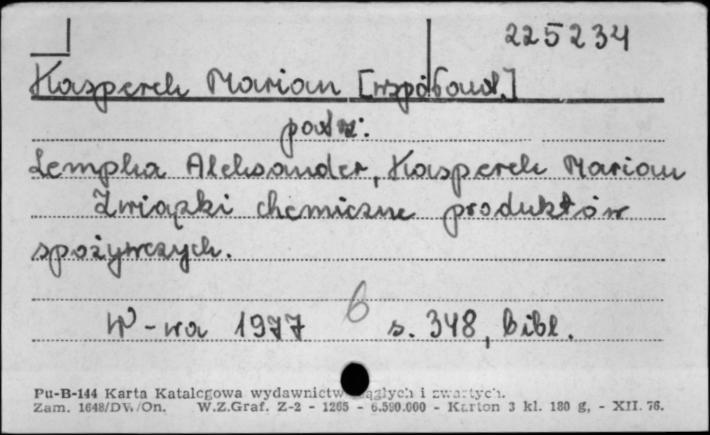 225234
Kasperek Marian [współaut.]
patrz:
Lempka Aleksander, Kasperek Marian
Związki chemiczne produktów
spożywczych.
W-wa 1977 6 s. 348, bibl.
Pu-B-144 Karta Katalogowa wydawnictw ciągłych i zwartych.
Zam. 1648/DW./On. W.Z.Graf. Z-2 - 1265 - 6.590.000 - Karton 3 kl. 180 g, - XII. 76.